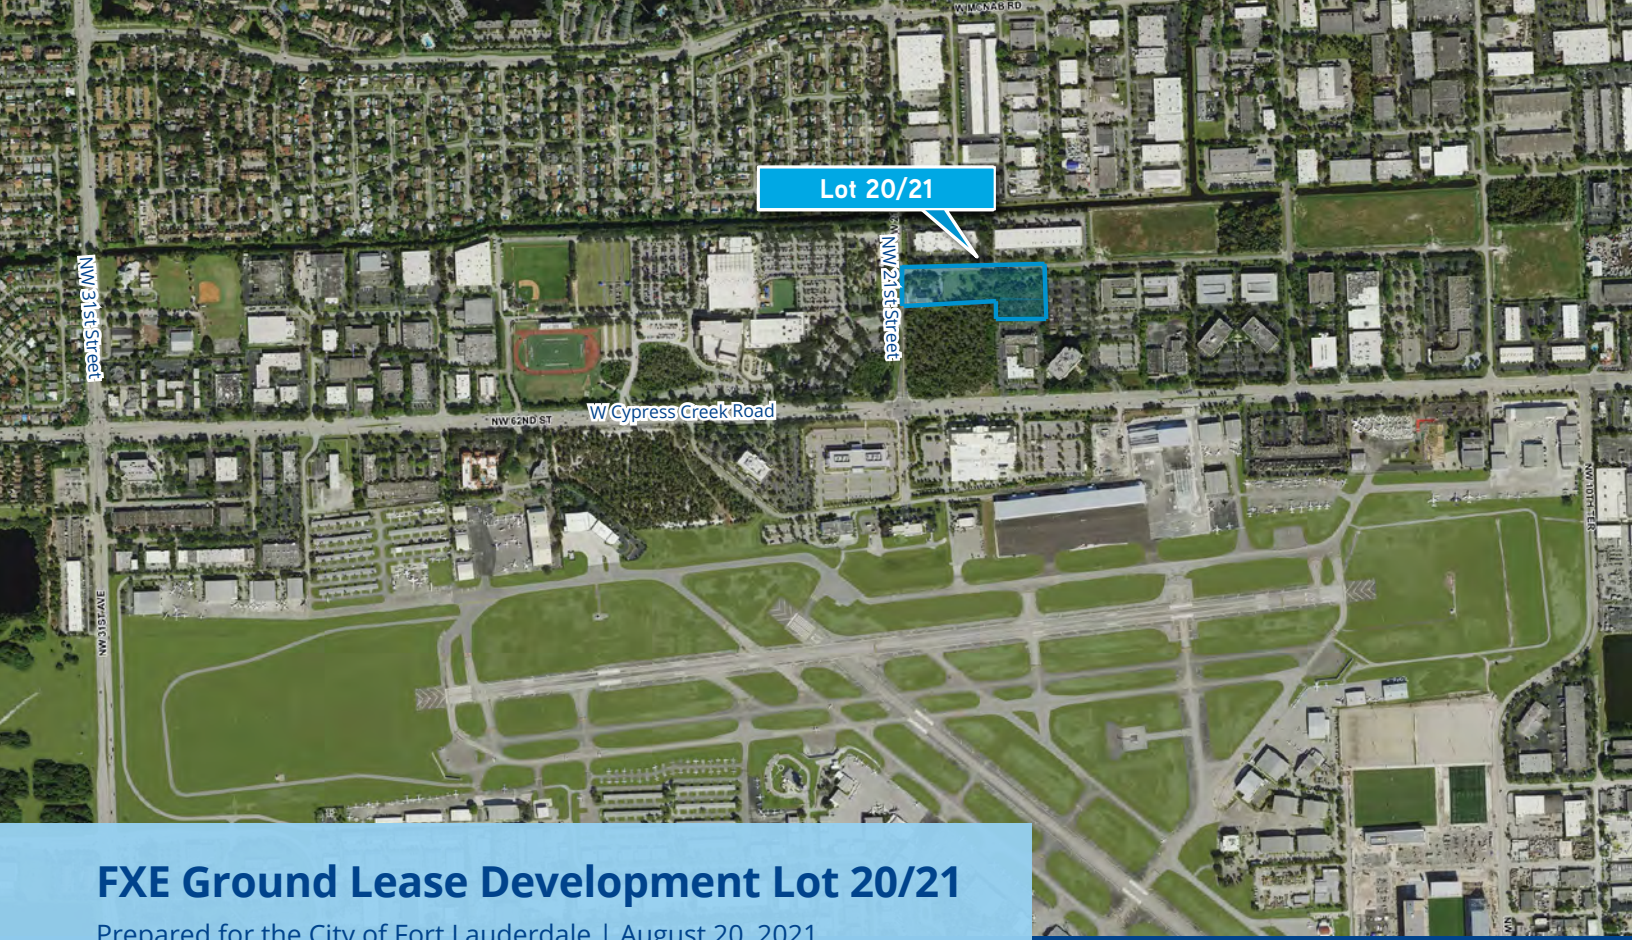 W MCNAB RD
Lot 20/21
NW 21st Street
NW 31st Street
W Cypress Creek Road
NW 62ND ST
NW 10TH TER
NW 31ST AVE
FXE Ground Lease Development Lot 20/21
Prepared for the City of Fort Lauderdale | August 20, 2021